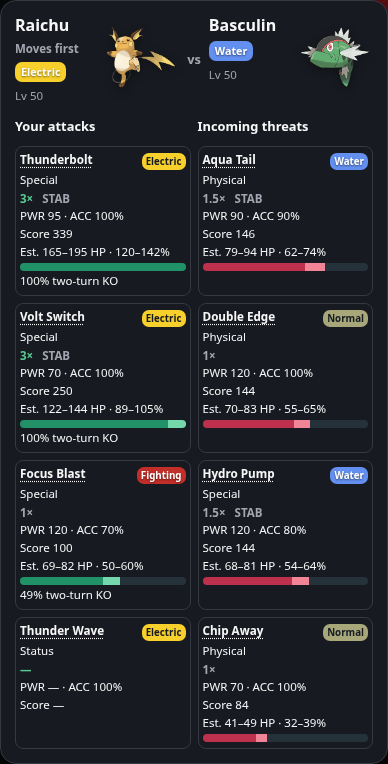 Raichu
Moves first
Electric
Lv 50
vs
Basculin
Water
Lv 50
Your attacks
Thunderbolt Electric
Special
3× STAB
PWR 95 · ACC 100%
Score 339
Est. 165–195 HP · 120–142%
100% two-turn KO
Volt Switch Electric
Special
3× STAB
PWR 70 · ACC 100%
Score 250
Est. 122–144 HP · 89–105%
100% two-turn KO
Focus Blast Fighting
Special
1×
PWR 120 · ACC 70%
Score 100
Est. 69–82 HP · 50–60%
49% two-turn KO
Thunder Wave Electric
Status
—
PWR — · ACC 100%
Score —
Incoming threats
Aqua Tail Water
Physical
1.5× STAB
PWR 90 · ACC 90%
Score 146
Est. 79–94 HP · 62–74%
Double Edge Normal
Physical
1×
PWR 120 · ACC 100%
Score 144
Est. 70–83 HP · 55–65%
Hydro Pump Water
Special
1.5× STAB
PWR 120 · ACC 80%
Score 144
Est. 68–81 HP · 54–64%
Chip Away Normal
Physical
1×
PWR 70 · ACC 100%
Score 84
Est. 41–49 HP · 32–39%